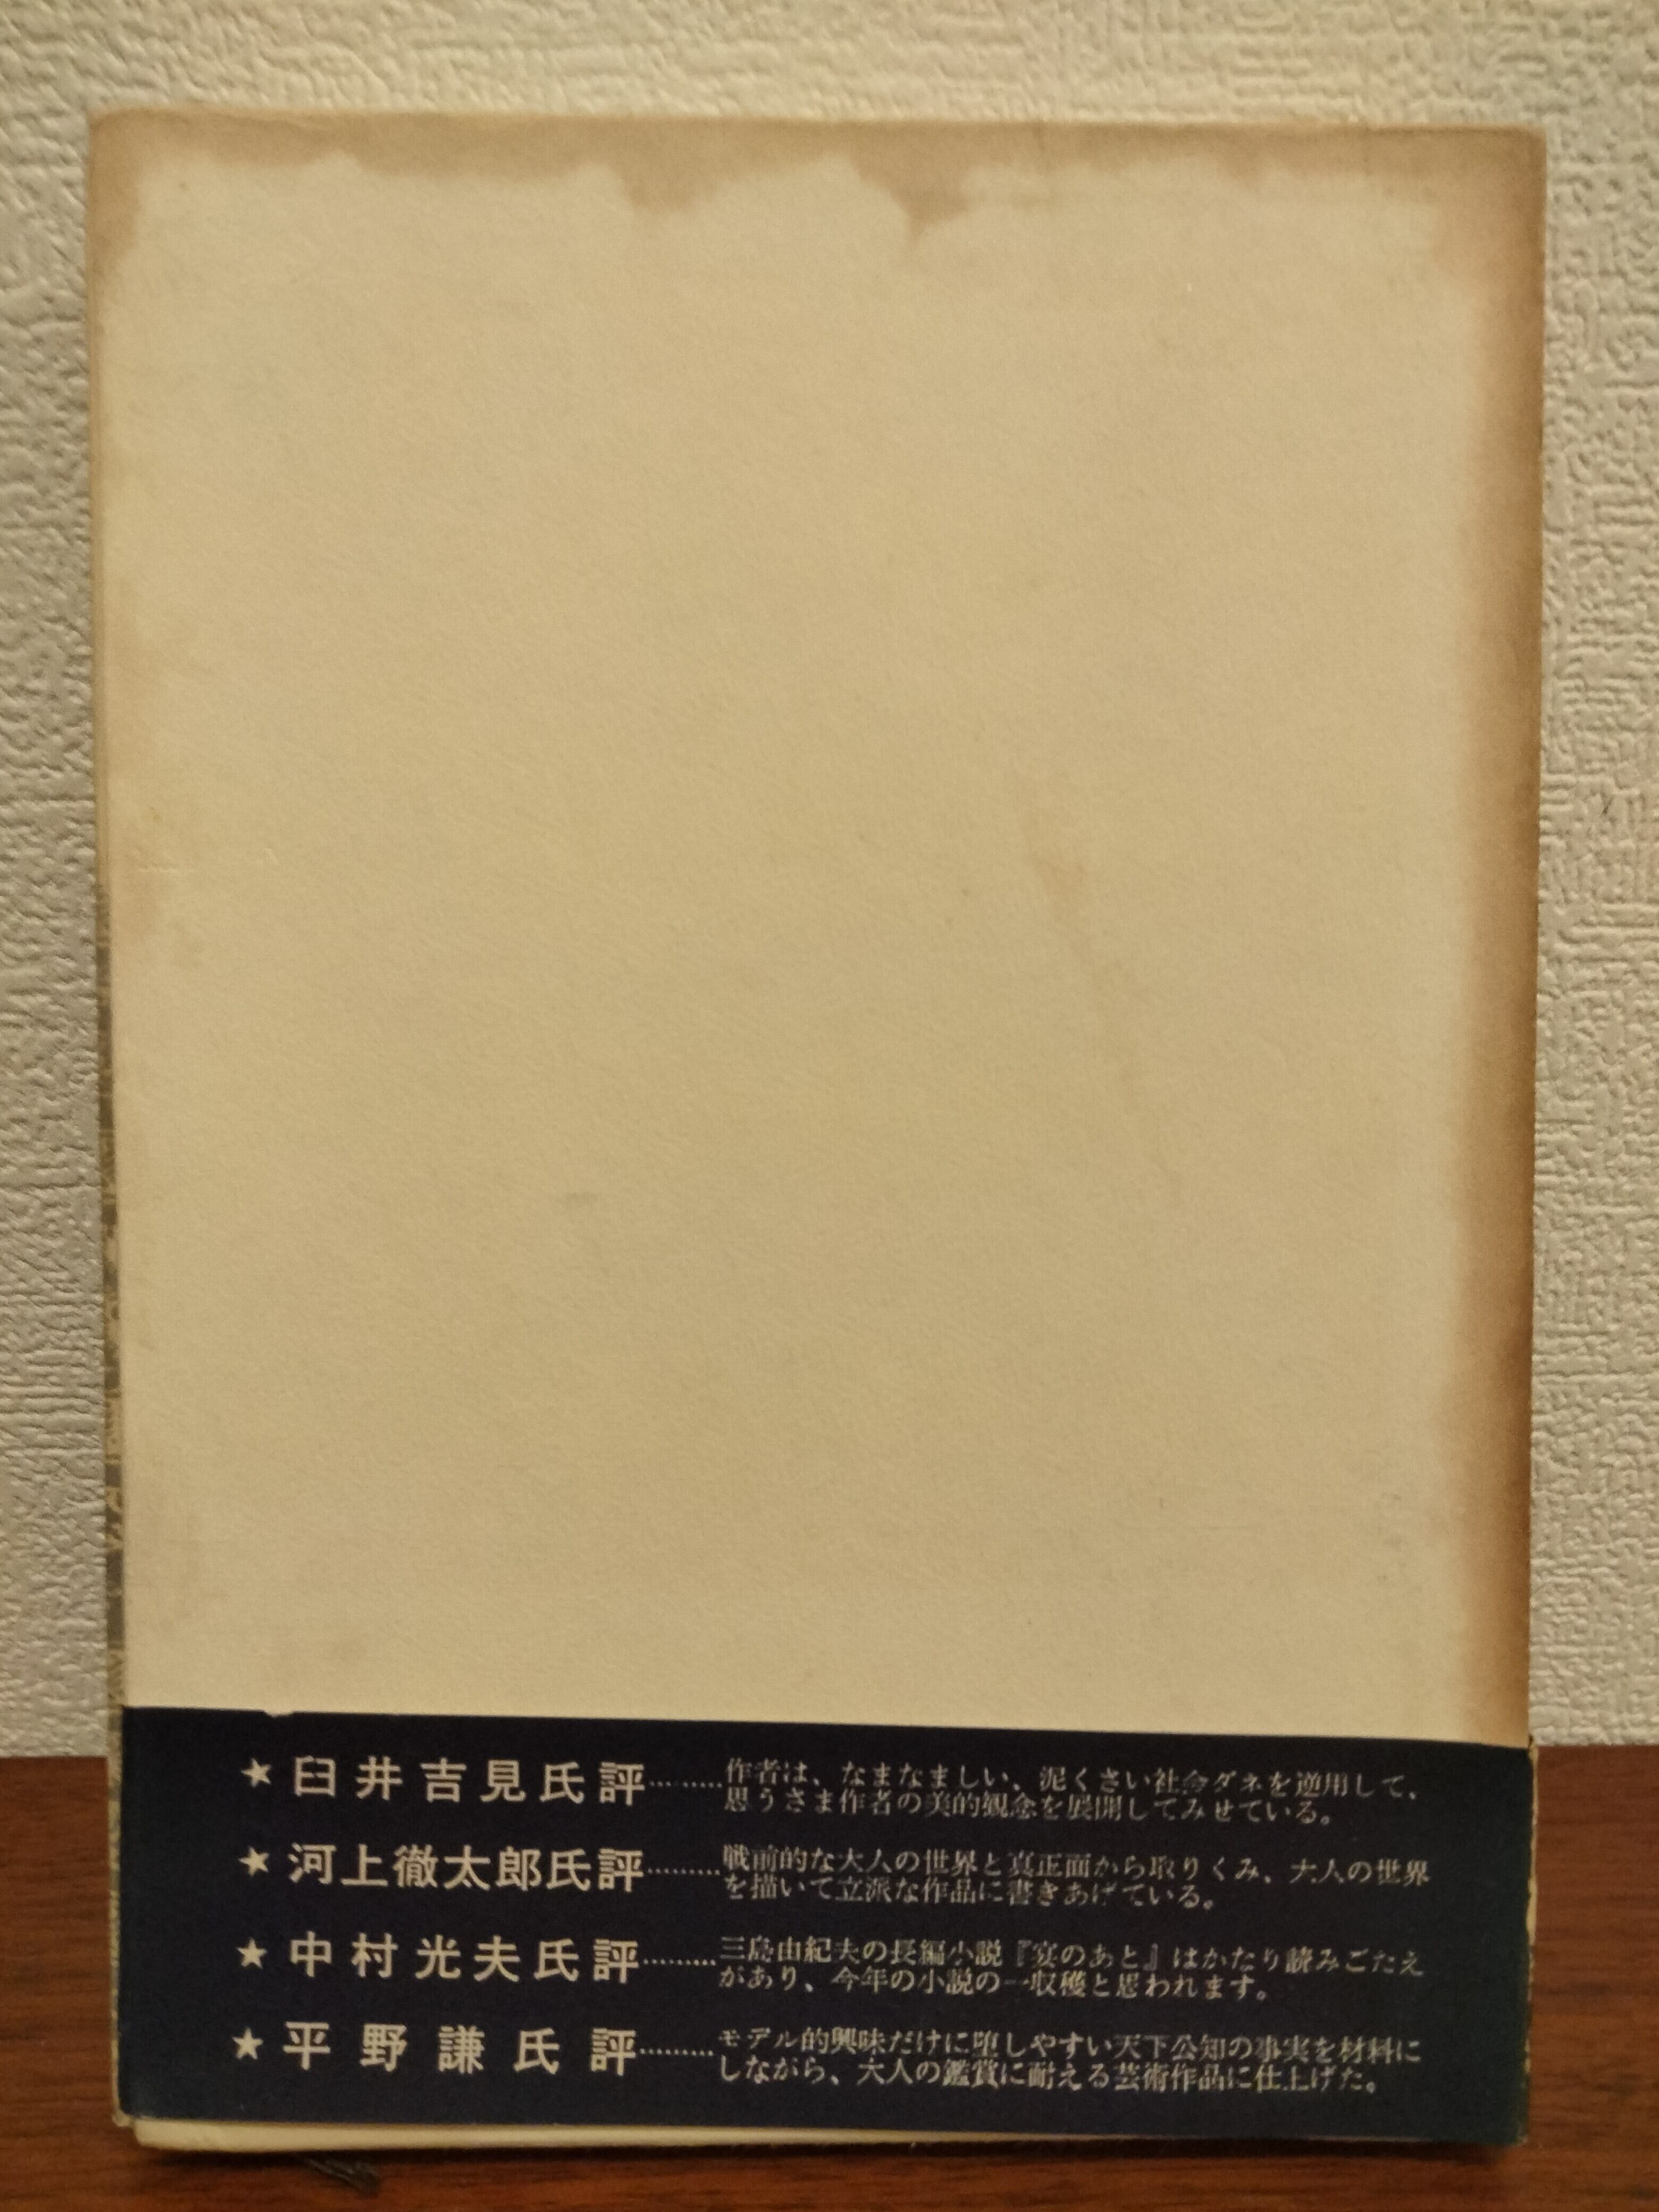 ★臼井吉見氏評………作者は、なまなましい、泥くさい社会ダネを逆用して、
思うさま作者の美的観念を展開してみせている。
★河上徹太郎氏評………戦前的な大人の世界と真正面から取りくみ、大人の世界
を描いて立派な作品に書きあげている。
★中村光夫氏評………三島由紀夫の長編小説『宴のあと』はかなり読みごたえ
があり、今年の小説の一収穫と思われます。
★平野謙氏評………モデル的興味だけに堕しやすい天下公知の事実を材料に
しながら、大人の鑑賞に耐える芸術作品に仕上げた。